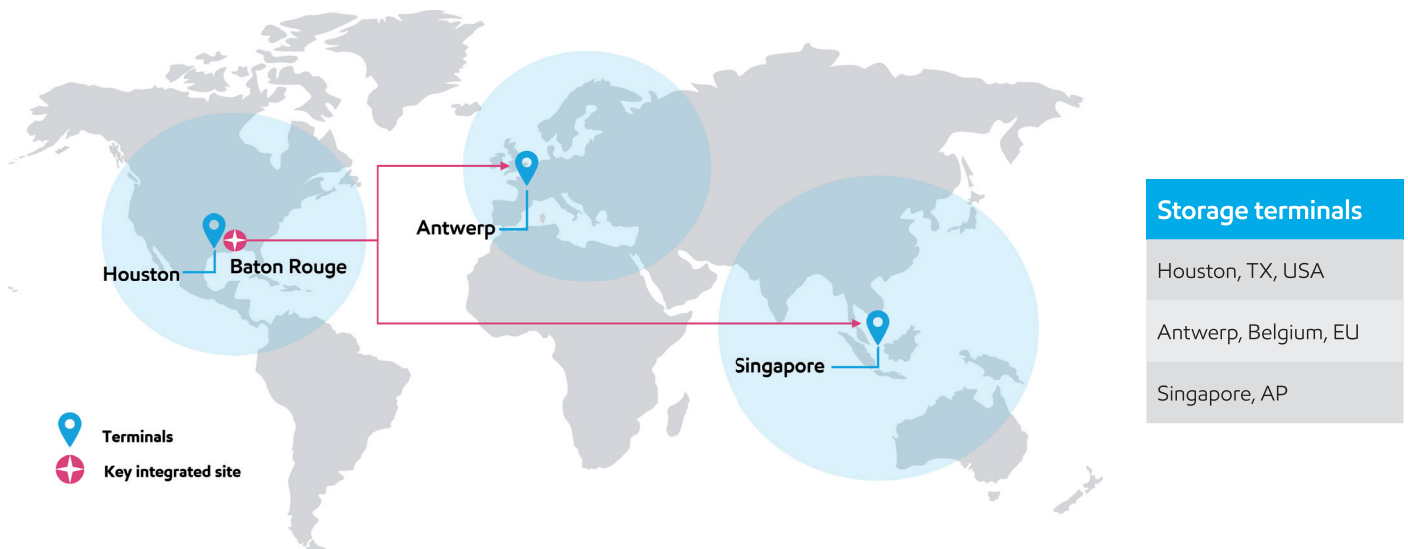 Houston
Baton Rouge
Antwerp
Singapore
Terminals
Key integrated site
Storage terminals
Houston, TX, USA
Antwerp, Belgium, EU
Singapore, AP